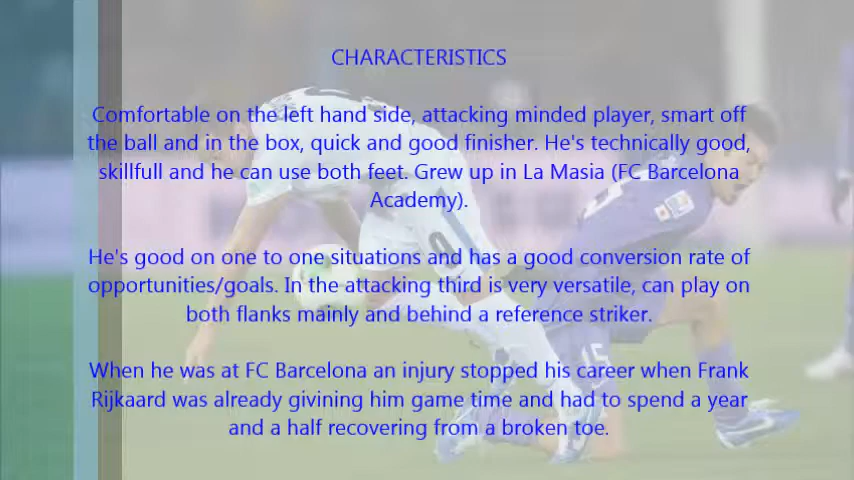 CHARACTERISTICS
Comfortable on the left hand side, attacking minded player, smart off
the ball and in the box, quick and good finisher. He's technically good,
skillfull and he can use both feet. Grew up in La Masia (FC Barcelona
Academy).
He's good on one to one situations and has a good conversion rate of
opportunities/goals. In the attacking third is very versatile, can play on
both flanks mainly and behind a reference striker.
When he was at FC Barcelona an injury stopped his career when Frank
Rijkaard was already givining him game time and had to spend a year
and a half recovering from a broken toe.
9
15